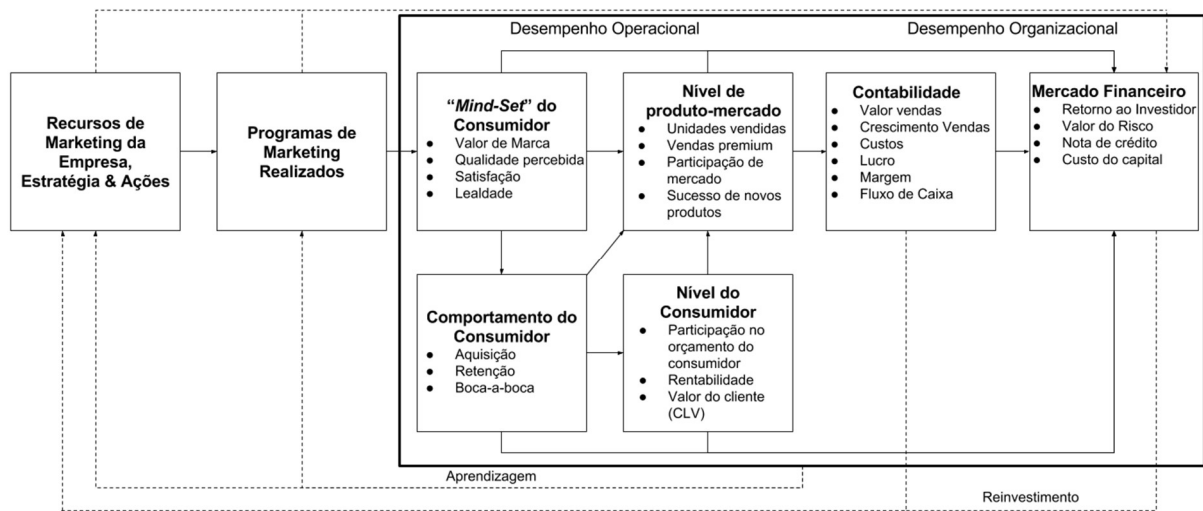 Desempenho Operacional
Desempenho Organizacional
Recursos de
Marketing da
Empresa,
Estratégia & Ações
Programas de
Marketing
Realizados
“Mind-Set” do
Consumidor
● Valor de Marca
● Qualidade percebida
● Satisfação
● Lealdade
Nível de
produto-mercado
● Unidades vendidas
● Vendas premium
● Participação de
mercado
● Sucesso de novos
produtos
Contabilidade
● Valor vendas
● Crescimento Vendas
● Custos
● Lucro
● Margem
● Fluxo de Caixa
Mercado Financeiro
● Retorno ao Investidor
● Valor do Risco
● Nota de crédito
● Custo do capital
Comportamento do
Consumidor
● Aquisição
● Retenção
● Boca-a-boca
Nível do
Consumidor
● Participação no
orçamento do
consumidor
● Rentabilidade
● Valor do cliente
(CLV)
Aprendizagem
Reinvestimento